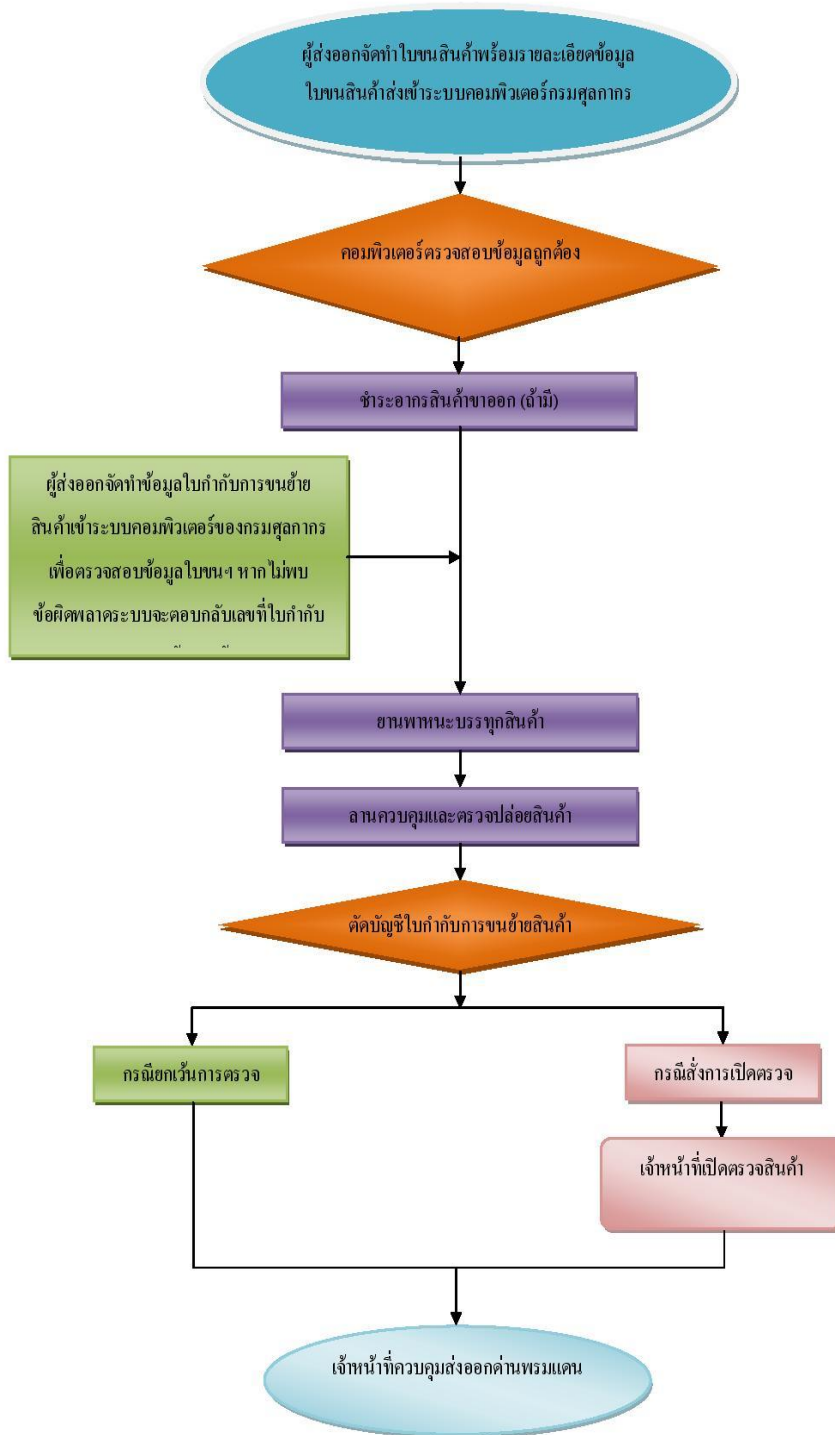 ผู้ส่งออกจัดทำใบขนสินค้าพร้อมรายละเอียดข้อมูล
ใบขนสินค้าส่งเข้าระบบคอมพิวเตอร์กรมศุลกากร
คอมพิวเตอร์ตรวจสอบข้อมูลถูกต้อง
ชำระอากรสินค้าขาออก (ถ้ามี)
ผู้ส่งออกจัดทำข้อมูลใบกำกับการขนย้าย
สินค้าเข้าระบบคอมพิวเตอร์ของกรมศุลกากร
เพื่อตรวจสอบข้อมูลใบขนฯ หากไม่พบ
ข้อผิดพลาดระบบจะตอบกลับเลขที่ใบกำกับ
ยานพาหนะบรรทุกสินค้า
ลานควบคุมและตรวจปล่อยสินค้า
ตัดบัญชีใบกำกับการขนย้ายสินค้า
กรณียกเว้นการตรวจ
กรณีสั่งการเปิดตรวจ
เจ้าหน้าที่เปิดตรวจสินค้า
เจ้าหน้าที่ควบคุมส่งออกด่านพรมแดน